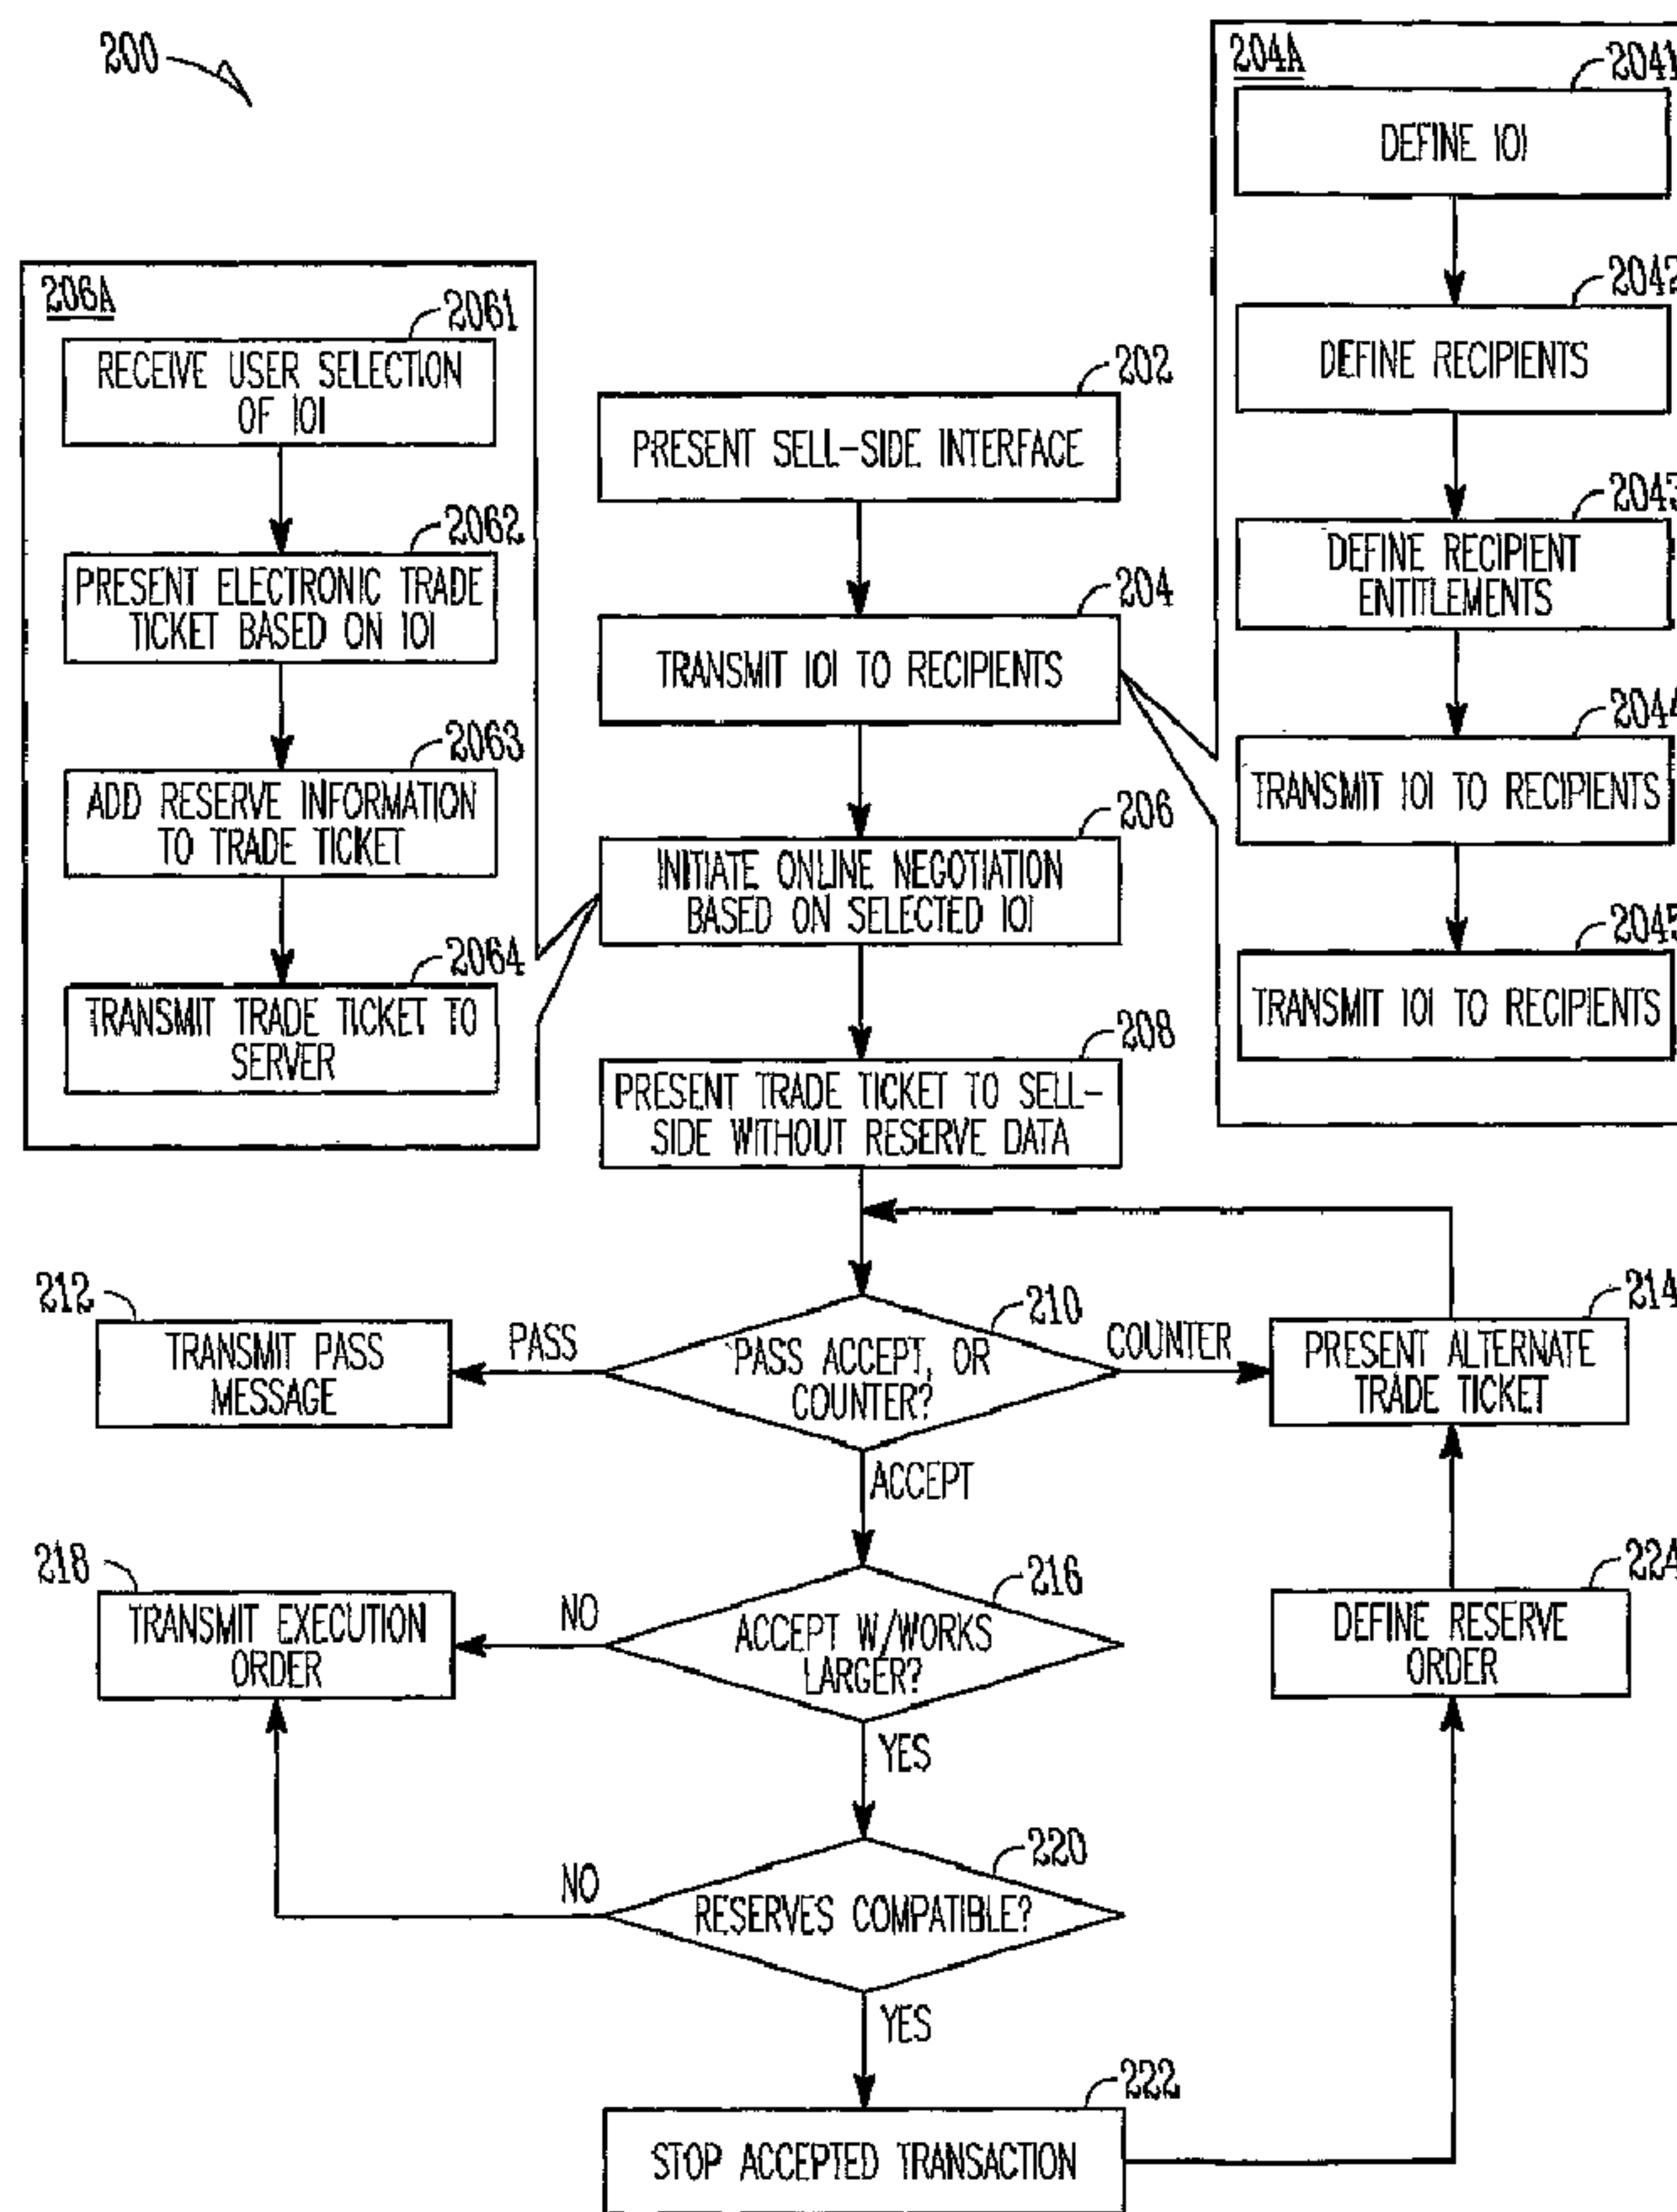 200
204A
2041
DEFINE IOI
2042
DEFINE RECIPIENTS
2043
DEFINE RECIPIENT
ENTITLEMENTS
2044
TRANSMIT IOI TO RECIPIENTS
2045
TRANSMIT IOI TO RECIPIENTS
206A
2061
RECEIVE USER SELECTION
OF IOI
2062
PRESENT ELECTRONIC TRADE
TICKET BASED ON IOI
2063
ADD RESERVE INFORMATION
TO TRADE TICKET
2064
TRANSMIT TRADE TICKET TO
SERVER
202
PRESENT SELL-SIDE INTERFACE
204
TRANSMIT IOI TO RECIPIENTS
206
INITIATE ONLINE NEGOTIATION
BASED ON SELECTED IOI
208
PRESENT TRADE TICKET TO SELL-
SIDE WITHOUT RESERVE DATA
210
PASS ACCEPT, OR
COUNTER?
PASS
212
TRANSMIT PASS
MESSAGE
COUNTER
214
PRESENT ALTERNATE
TRADE TICKET
ACCEPT
216
ACCEPT W/WORKS
LARGER?
NO
218
TRANSMIT EXECUTION
ORDER
224
DEFINE RESERVE
ORDER
YES
220
RESERVES COMPATIBLE?
NO
YES
222
STOP ACCEPTED TRANSACTION